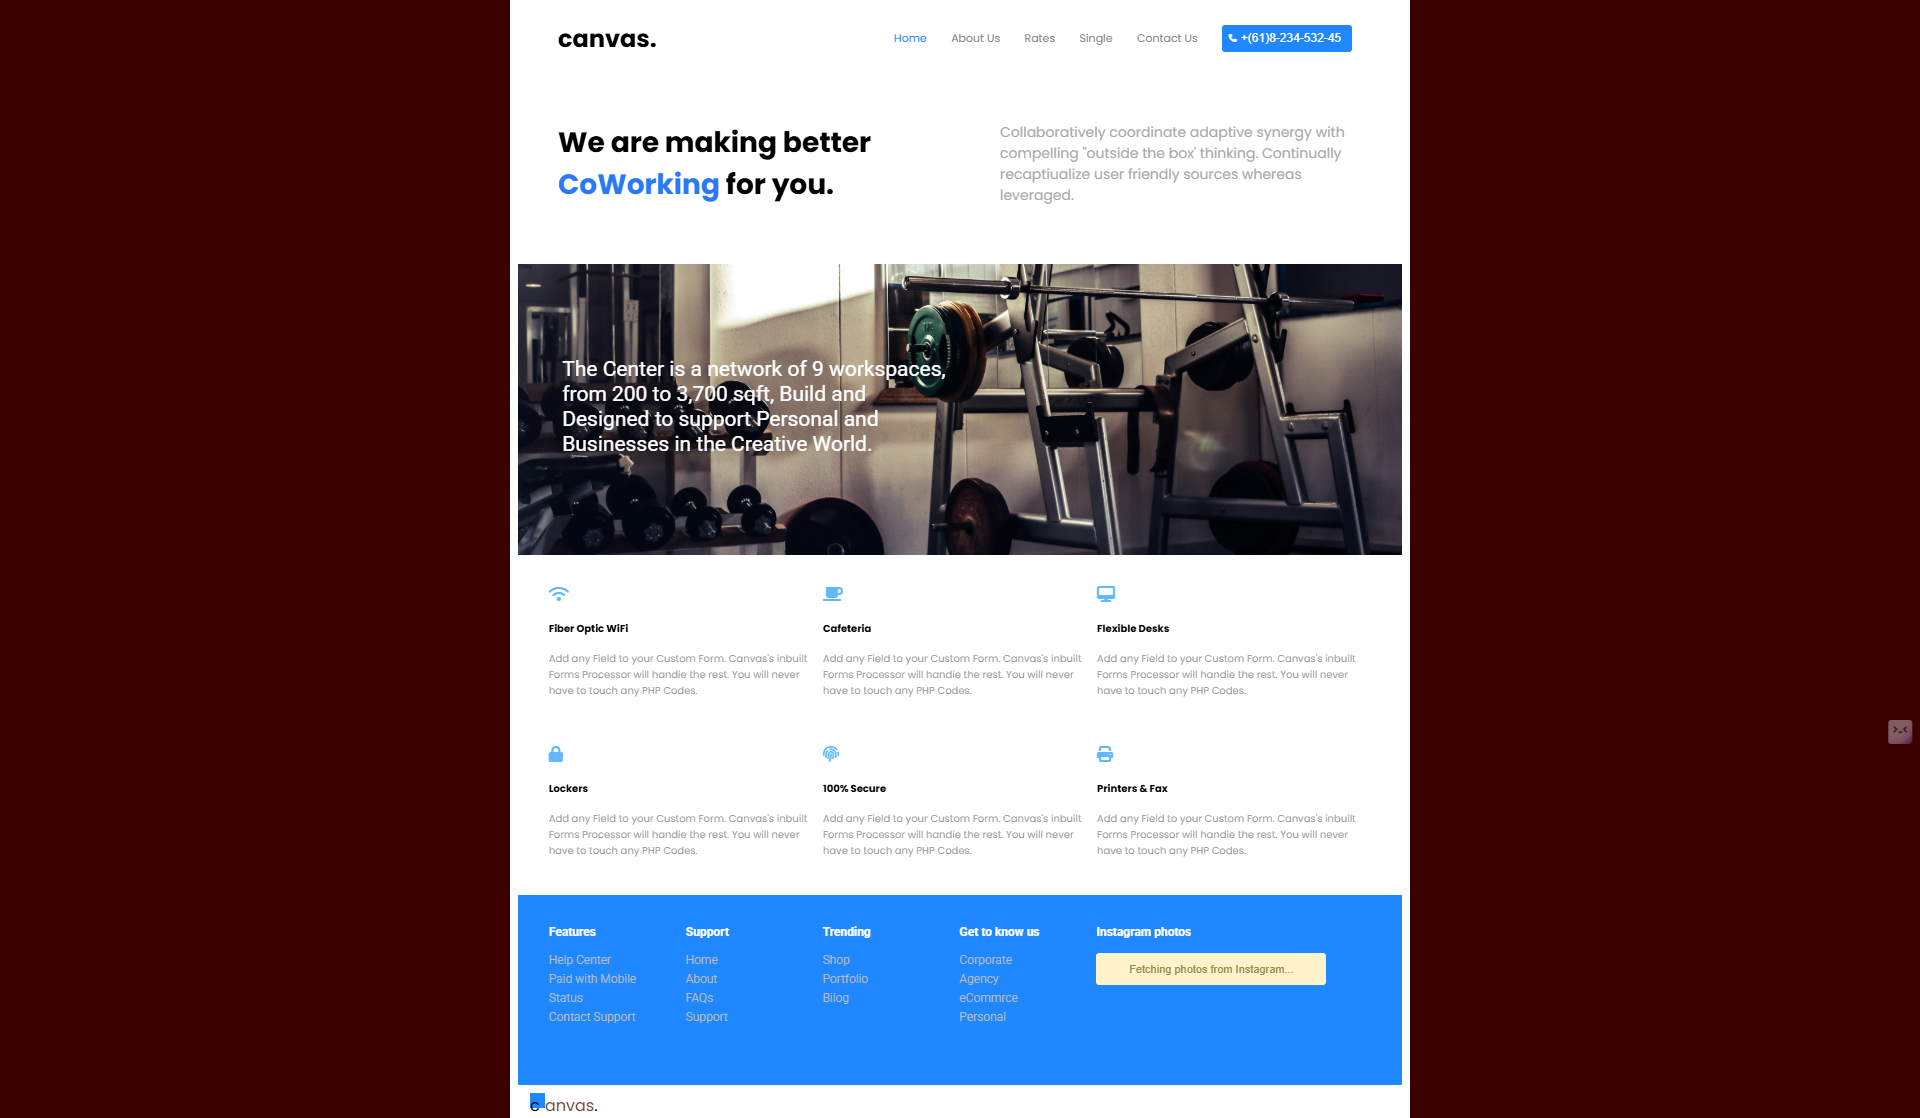 canvas.
Home About Us Rates Single Contact Us +(61)8-234-532-45
We are making better
CoWorking for you.
Collaboratively coordinate adaptive synergy with
compelling "outside the box' thinking. Continually
recaptiualize user friendly sources whereas
leveraged.
The Center is a network of 9 workspaces,
from 200 to 3,700 sqft, Build and
Designed to support Personal and
Businesses in the Creative World.
Fiber Optic WiFi
Add any Field to your Custom Form. Canvas's inbuilt
Forms Processor will handle the rest. You will never
have to touch any PHP Codes.
Cafeteria
Add any Field to your Custom Form. Canvas's inbuilt
Forms Processor will handle the rest. You will never
have to touch any PHP Codes.
Flexible Desks
Add any Field to your Custom Form. Canvas's inbuilt
Forms Processor will handle the rest. You will never
have to touch any PHP Codes.
Lockers
Add any Field to your Custom Form. Canvas's inbuilt
Forms Processor will handle the rest. You will never
have to touch any PHP Codes.
100% Secure
Add any Field to your Custom Form. Canvas's inbuilt
Forms Processor will handle the rest. You will never
have to touch any PHP Codes.
Printers & Fax
Add any Field to your Custom Form. Canvas's inbuilt
Forms Processor will handle the rest. You will never
have to touch any PHP Codes.
Features
Help Center
Paid with Mobile
Status
Contact Support
Support
Home
About
FAQs
Support
Trending
Shop
Portfolio
Bilog
Get to know us
Corporate
Agency
eCommrce
Personal
Instagram photos
Fetching photos from Instagram...
canvas.